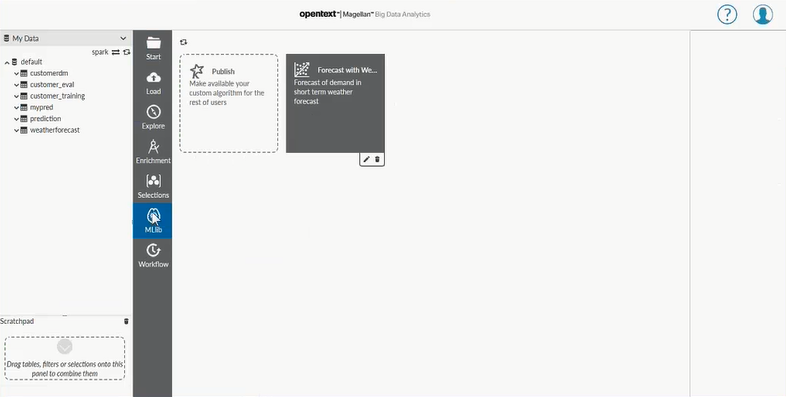 opentext™ | Magellan™ Big Data Analytics
?
My Data
spark
default
customerdm
customer_eval
customer_training
mypred
prediction
weatherforecast
Scratchpad
Drag tables, filters or selections onto this
panel to combine them
Start
Load
Explore
Enrichment
Selections
MLlib
Workflow
Publish
Make available your
custom algorithm for the
rest of users
Forecast with We...
Forecast of demand in
short term weather
forecast